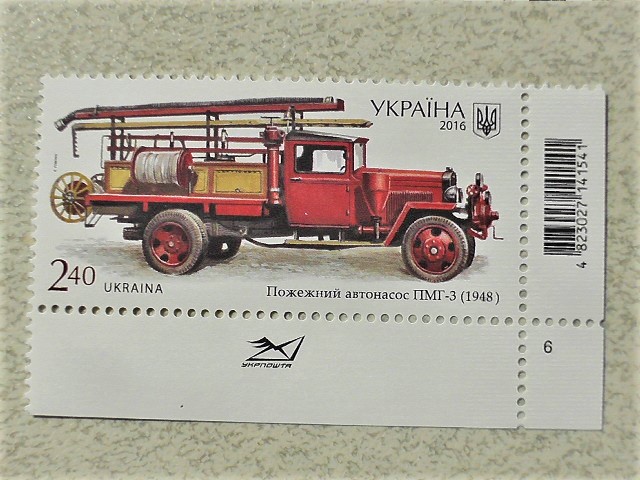 УКРАЇНА
2016
2.40 UKRAINA
Пожежний автонасос ПМГ-3 (1948)
4 823027 141541
6
УКРПОШТА